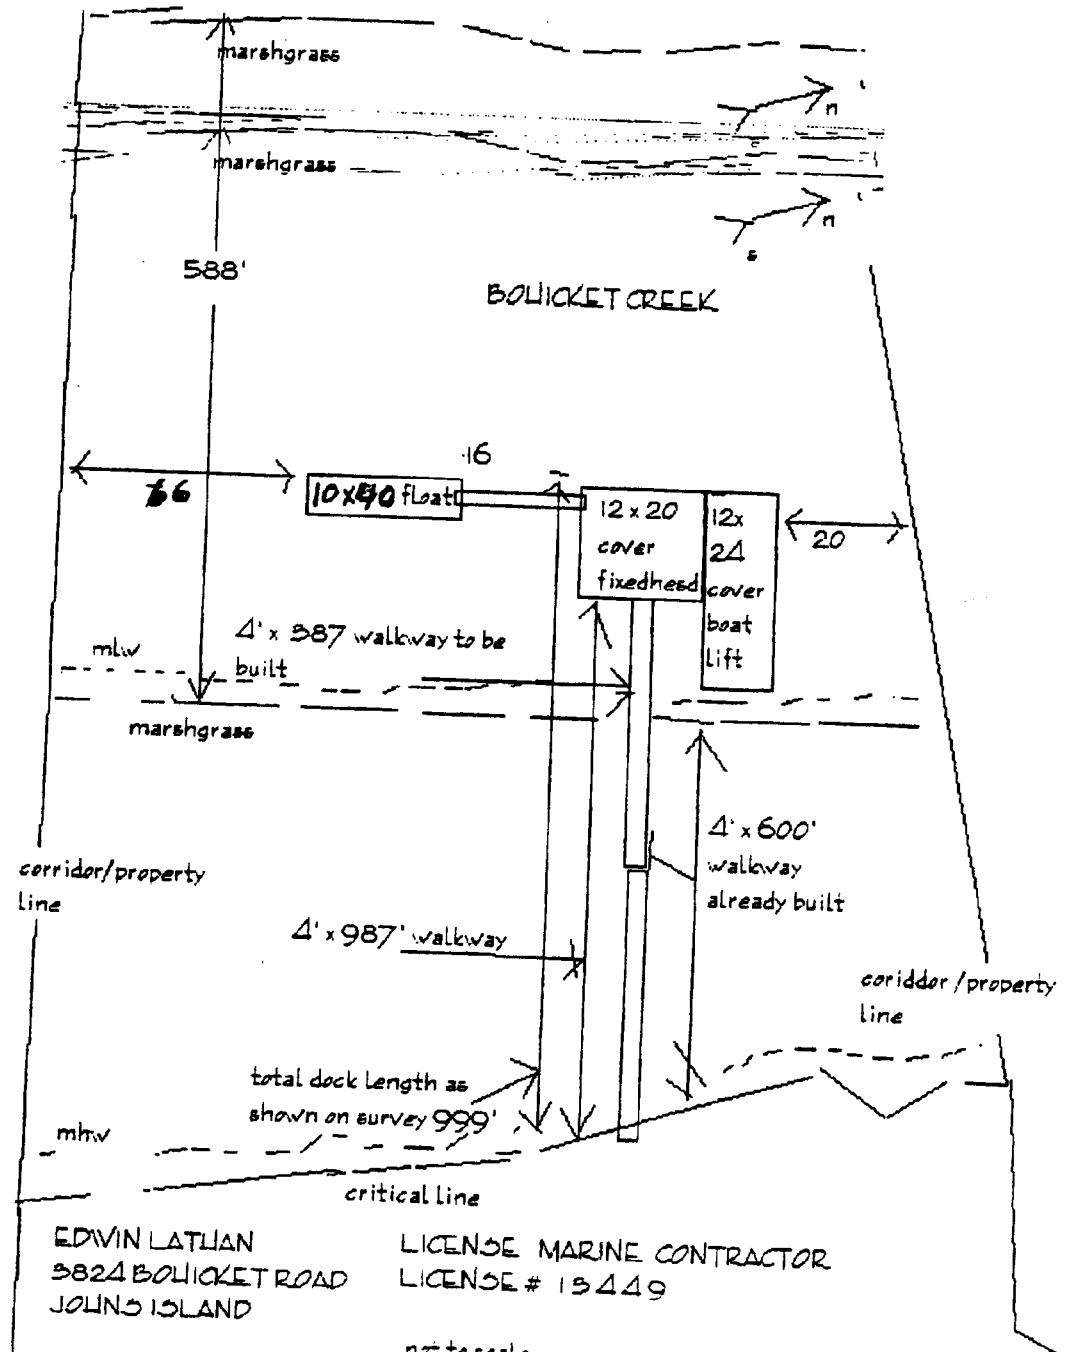 marshgrass
n
marshgrass
n
s
588'
BOHICKET CREEK
16
66
10x40 float
12 x 20
cover
fixedhead
12x
24
cover
boat
lift
20
4' x 387 walkway to be
built
mlw
marshgrass
4' x 600'
walkway
already built
corridor/property
line
4' x 987' walkway
coriddor /property
line
total dock length as
shown on survey 999'
mhw
critical line
EDWIN LATHAN
3824 BOHICKET ROAD
JOHNS ISLAND
LICENSE MARINE CONTRACTOR
LICENSE # 13449
not to scale